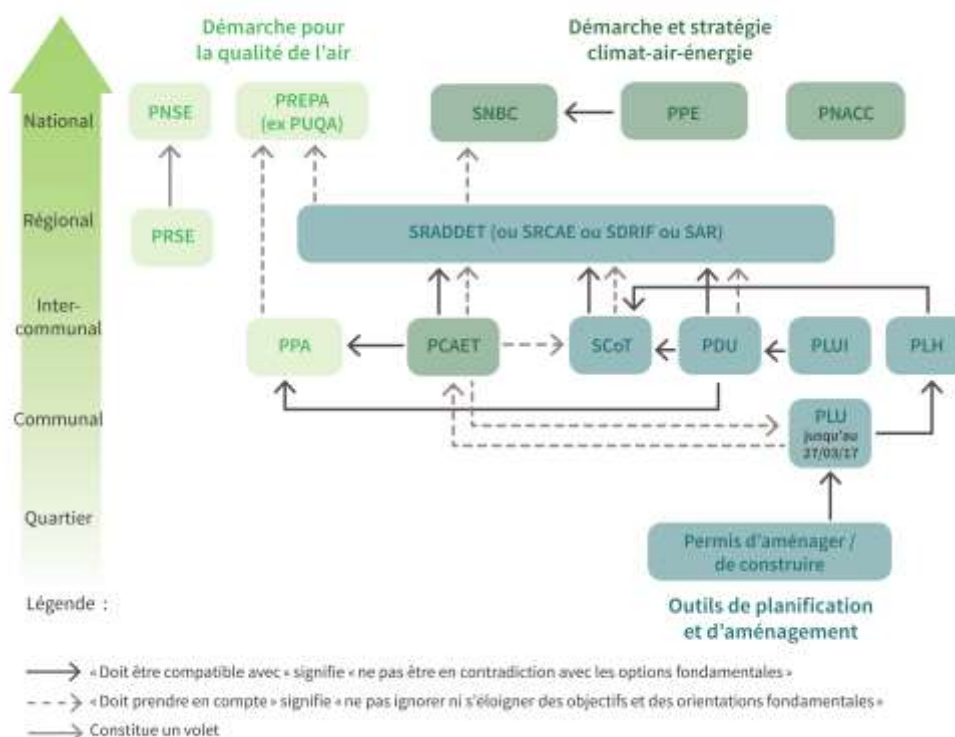 Démarche pour
la qualité de l'air
Démarche et stratégie
climat-air-énergie
National
PNSE
PREPA
(ex PUQA)
SNBC
PPE
PNACC
Régional
PRSE
SRADDET (ou SRCAE ou SDRIF ou SAR)
Inter-
communal
PPA
PCAET
SCoT
PDU
PLUI
PLH
Communal
PLU
jusqu'au
27/03/17
Quartier
Permis d'aménager /
de construire
Légende :
Outils de planification
et d'aménagement
« Doit être compatible avec » signifie « ne pas être en contradiction avec les options fondamentales »
« Doit prendre en compte » signifie « ne pas ignorer ni s'éloigner des objectifs et des orientations fondamentales »
Constitue un volet